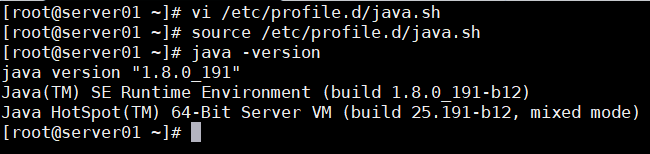 [root@server01 ~]# vi /etc/profile.d/java.sh
[root@server01 ~]# source /etc/profile.d/java.sh
[root@server01 ~]# java -version
java version "1.8.0_191"
Java(TM) SE Runtime Environment (build 1.8.0_191-b12)
Java HotSpot(TM) 64-Bit Server VM (build 25.191-b12, mixed mode)
[root@server01 ~]#